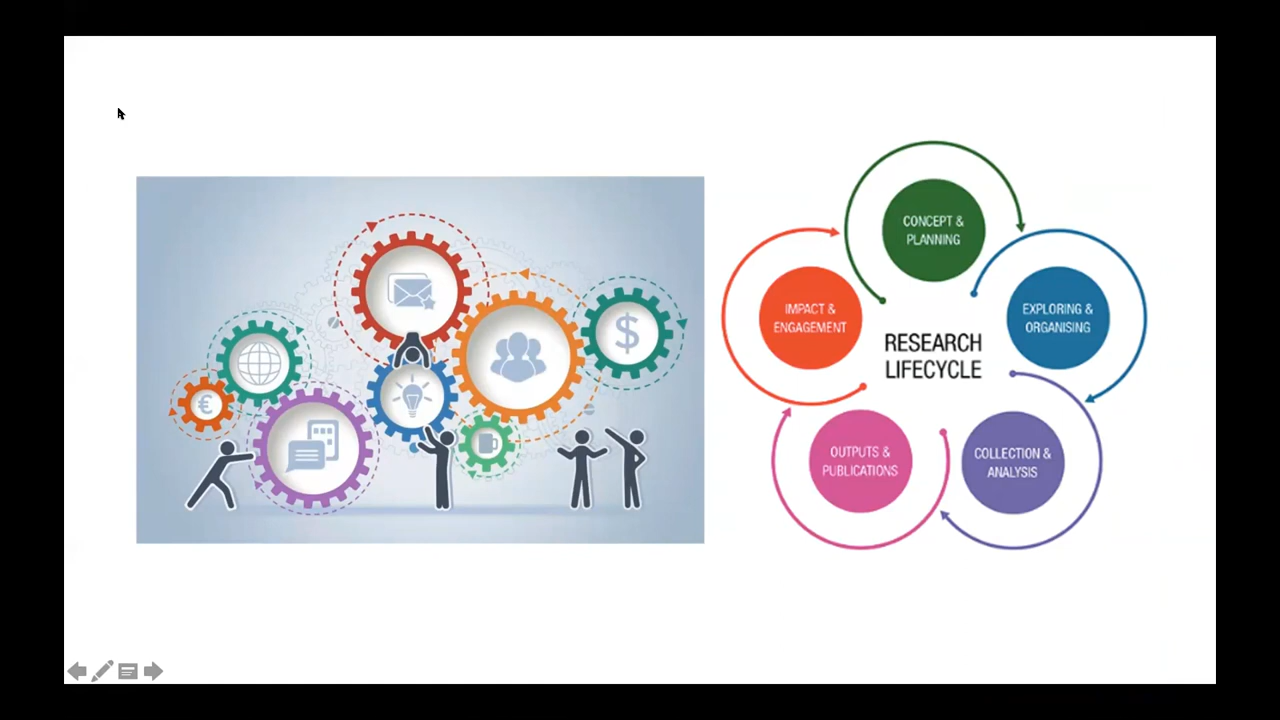 €
$
CONCEPT &
PLANNING
EXPLORING &
ORGANISING
COLLECTION &
ANALYSIS
OUTPUTS &
PUBLICATIONS
IMPACT &
ENGAGEMENT
RESEARCH
LIFECYCLE